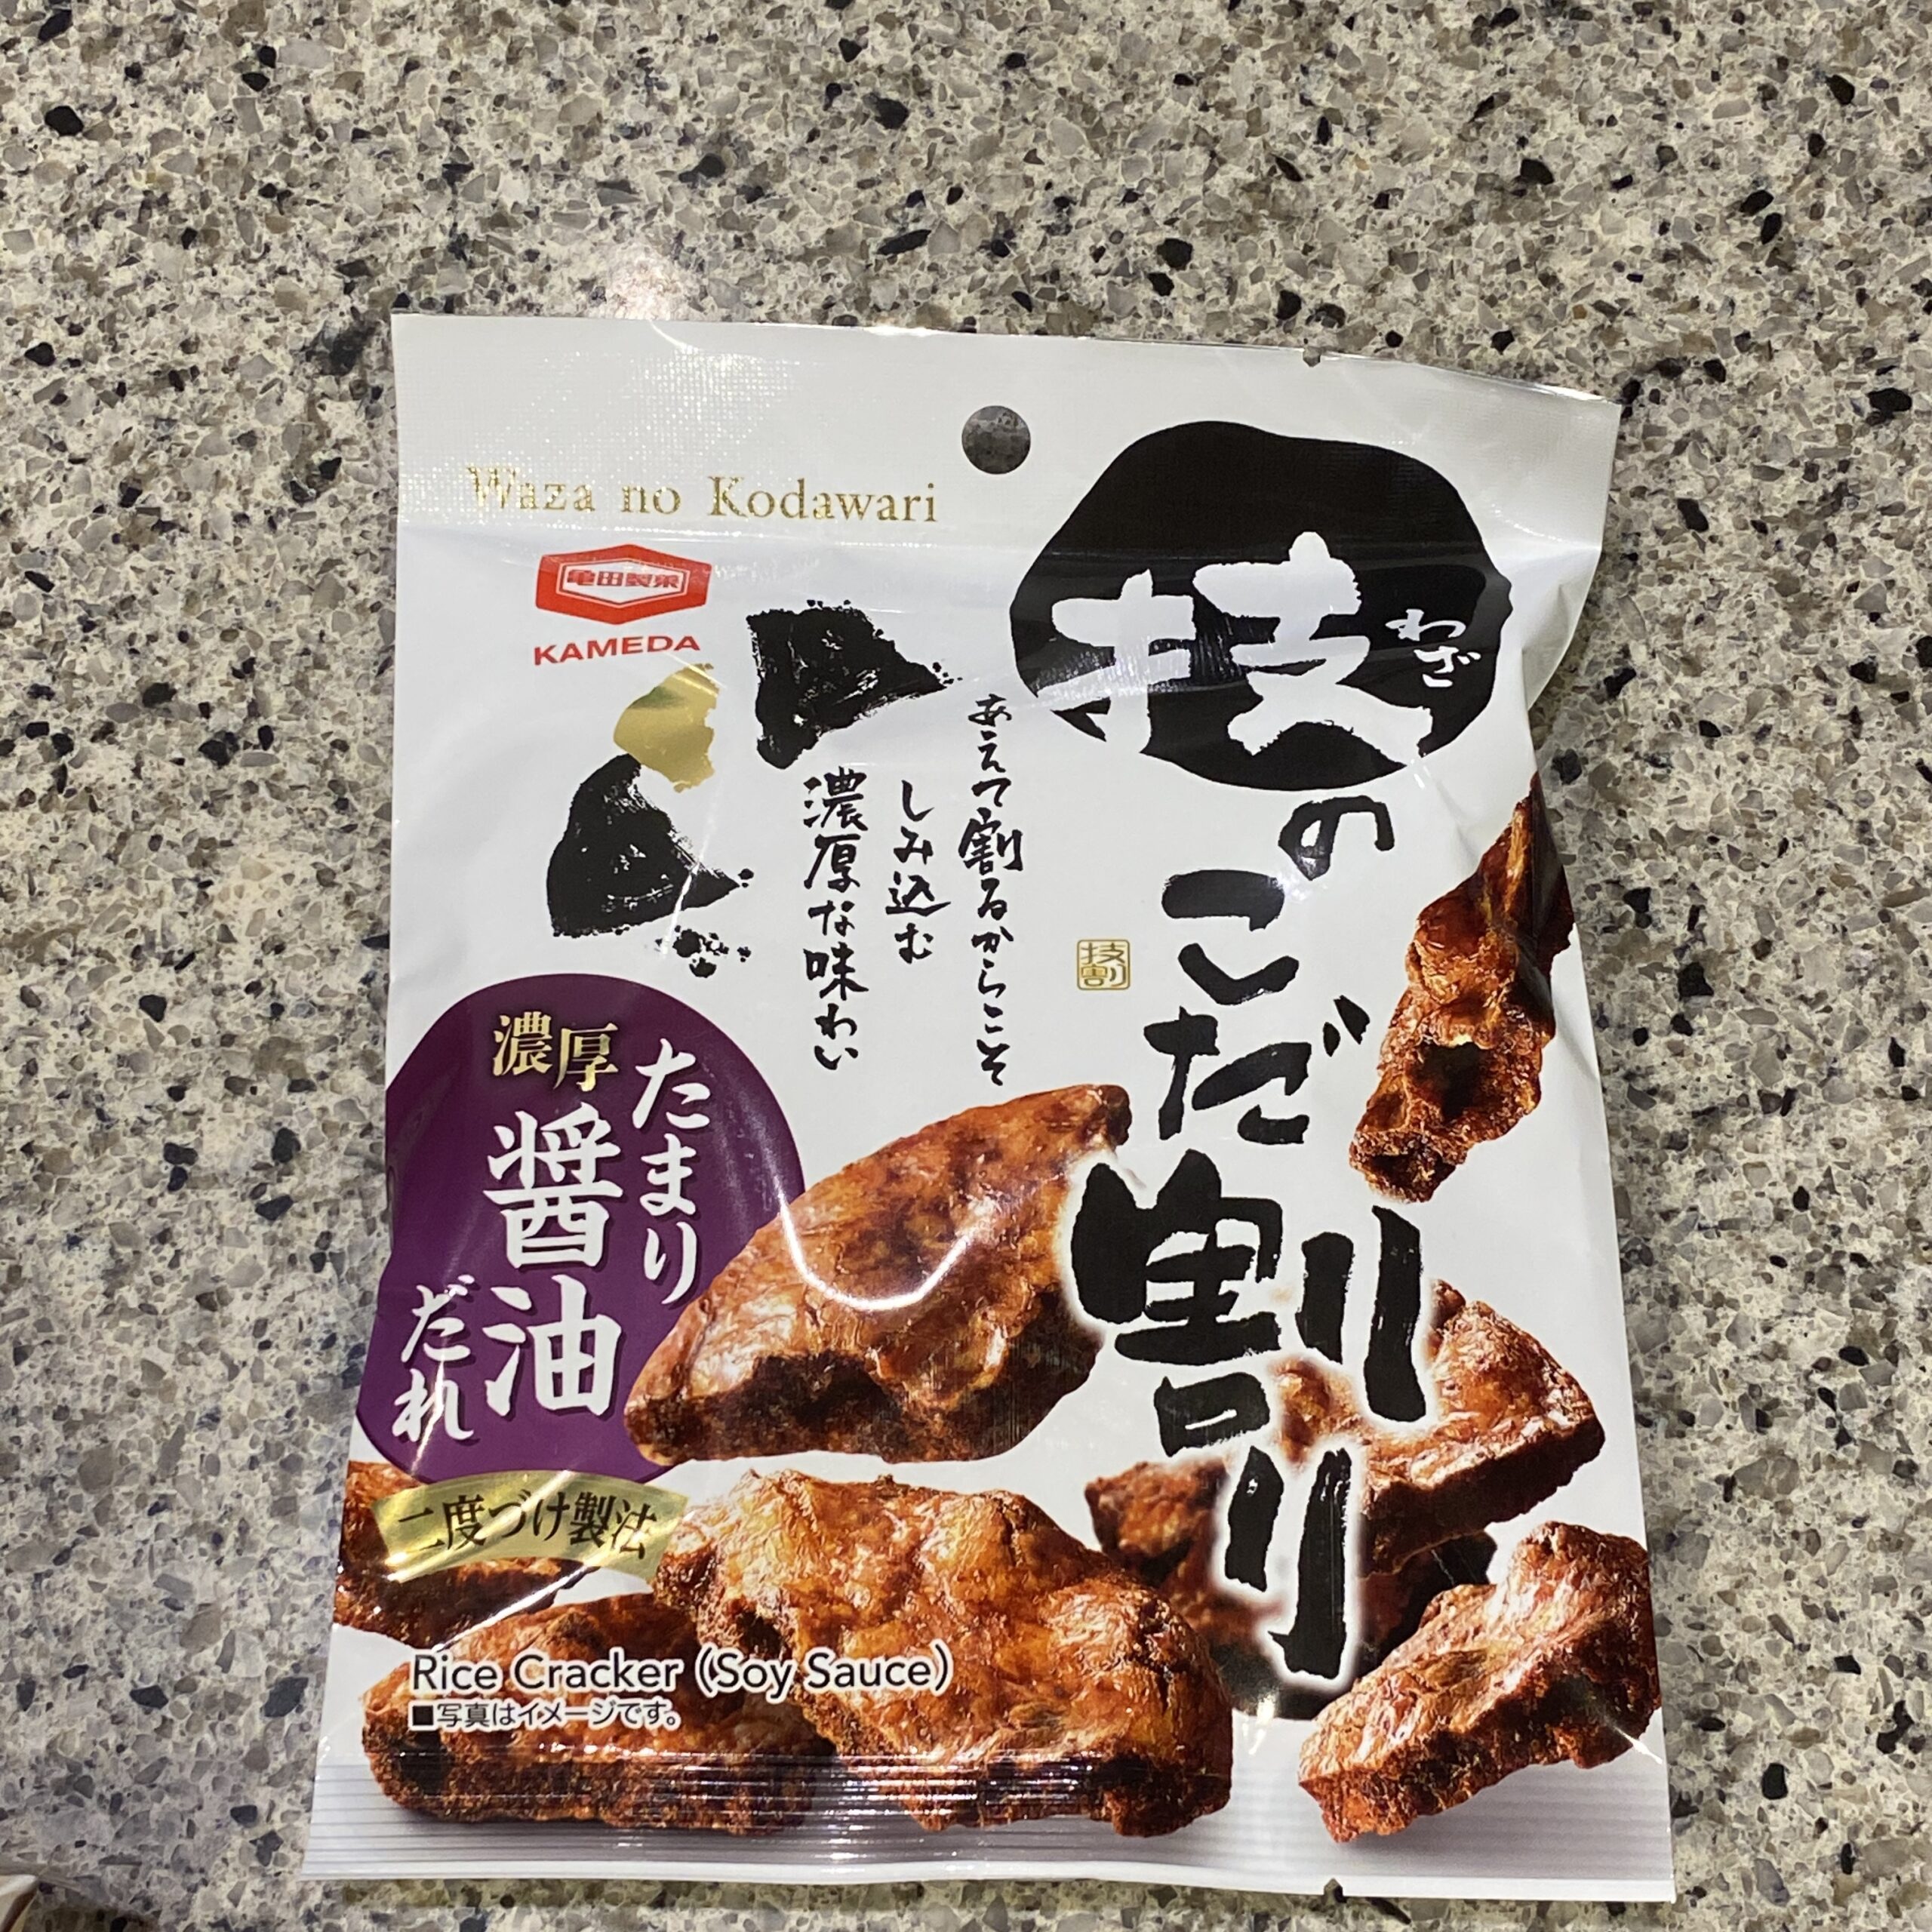 Waza no Kodawari
亀田製菓
KAMEDA
技のこだ割り
わざ
あえて割るからこそ
しみ込む
濃厚な味わい
技割
濃厚
たまり
醤油
だれ
二度づけ製法
Rice Cracker (Soy Sauce)
■写真はイメージです。